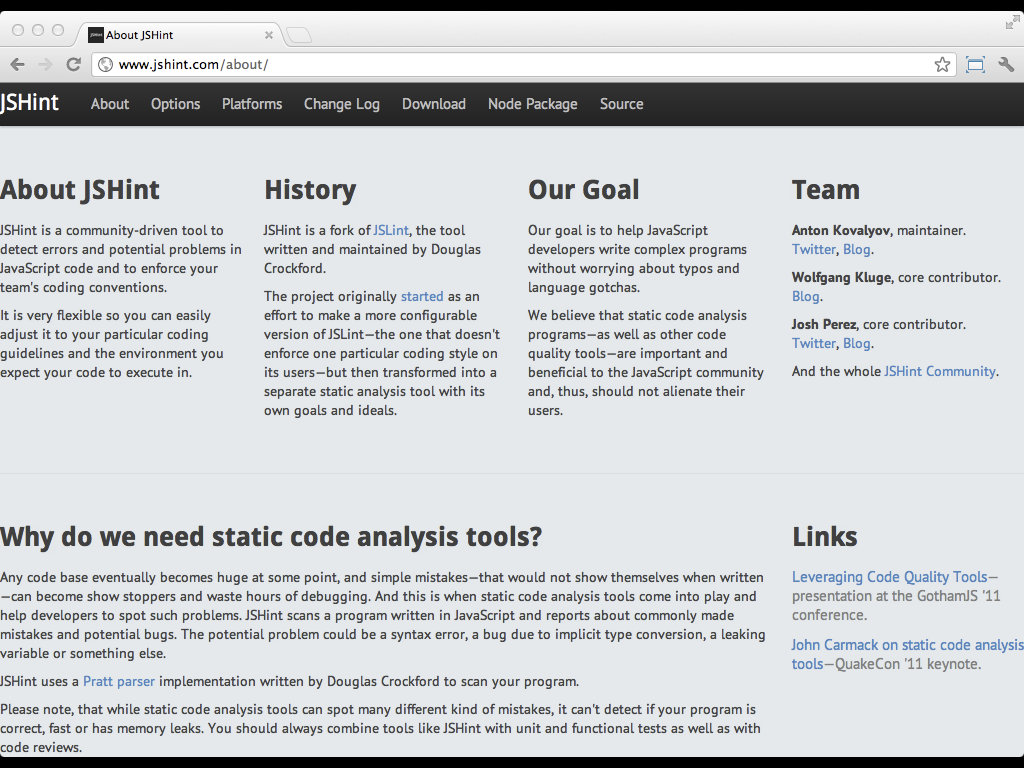 About JSHint
www.jshint.com/about/
JSHint About Options Platforms Change Log Download Node Package Source
About JSHint
JSHint is a community-driven tool to
detect errors and potential problems in
JavaScript code and to enforce your
team's coding conventions.
It is very flexible so you can easily
adjust it to your particular coding
guidelines and the environment you
expect your code to execute in.
History
JSHint is a fork of JSLint, the tool
written and maintained by Douglas
Crockford.
The project originally started as an
effort to make a more configurable
version of JSLint—the one that doesn't
enforce one particular coding style on
its users—but then transformed into a
separate static analysis tool with its
own goals and ideals.
Our Goal
Our goal is to help JavaScript
developers write complex programs
without worrying about typos and
language gotchas.
We believe that static code analysis
programs—as well as other code
quality tools—are important and
beneficial to the JavaScript community
and, thus, should not alienate their
users.
Team
Anton Kovalyov, maintainer.
Twitter, Blog.
Wolfgang Kluge, core contributor.
Blog.
Josh Perez, core contributor.
Twitter, Blog.
And the whole JSHint Community.
Why do we need static code analysis tools?
Any code base eventually becomes huge at some point, and simple mistakes—that would not show themselves when written
—can become show stoppers and waste hours of debugging. And this is when static code analysis tools come into play and
help developers to spot such problems. JSHint scans a program written in JavaScript and reports about commonly made
mistakes and potential bugs. The potential problem could be a syntax error, a bug due to implicit type conversion, a leaking
variable or something else.
JSHint uses a Pratt parser implementation written by Douglas Crockford to scan your program.
Please note, that while static code analysis tools can spot many different kind of mistakes, it can't detect if your program is
correct, fast or has memory leaks. You should always combine tools like JSHint with unit and functional tests as well as with
code reviews.
Links
Leveraging Code Quality Tools—
presentation at the GothamJS '11
conference.
John Carmack on static code analysis
tools—QuakeCon '11 keynote.